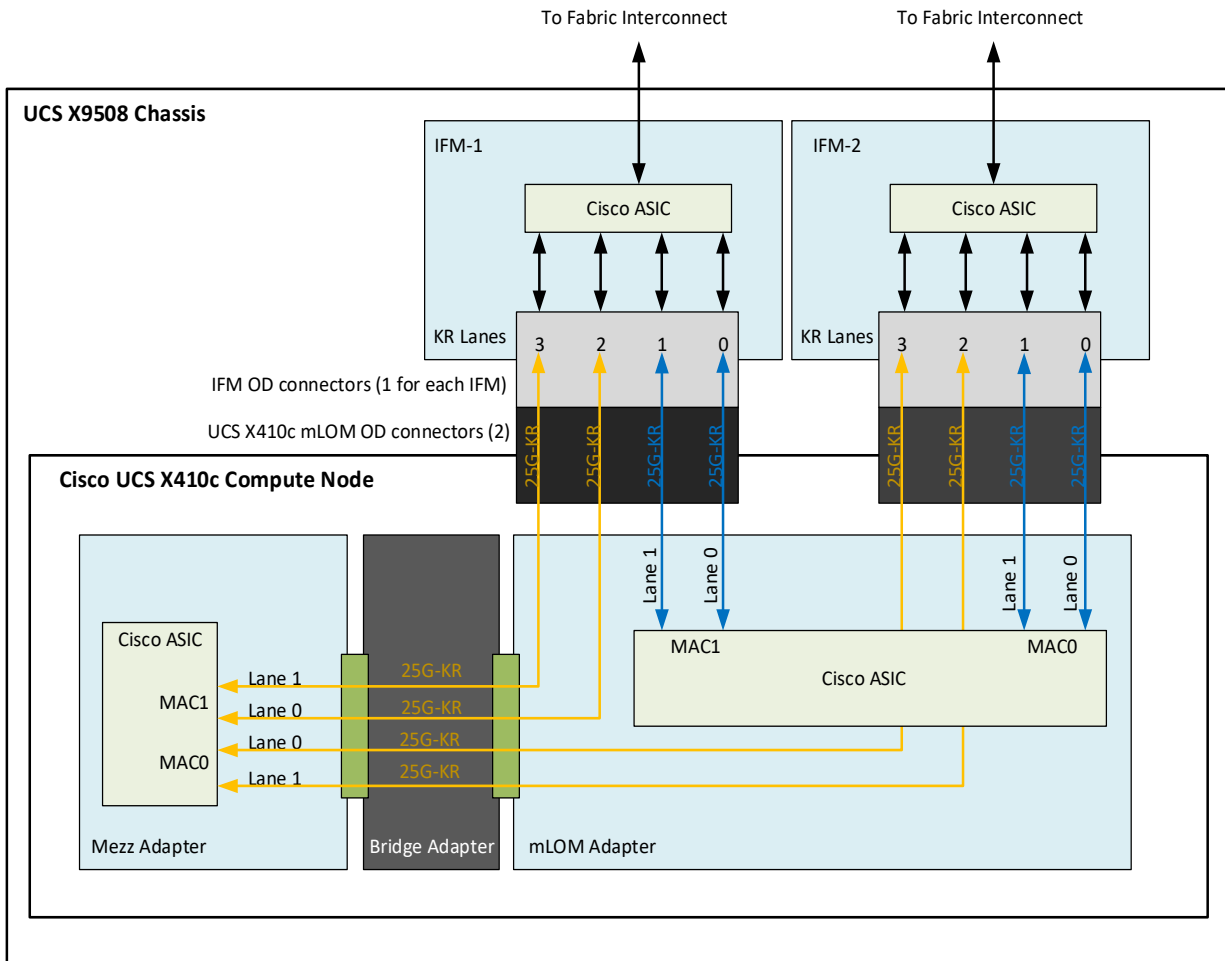 To Fabric Interconnect
To Fabric Interconnect
UCS X9508 Chassis
IFM-1
IFM-2
Cisco ASIC
Cisco ASIC
KR Lanes
3
2
1
0
KR Lanes
3
2
1
0
IFM OD connectors (1 for each IFM)
UCS X410c mLOM OD connectors (2)
25G-KR
25G-KR
25G-KR
25G-KR
25G-KR
25G-KR
25G-KR
25G-KR
Cisco UCS X410c Compute Node
Lane 1
Lane 0
Lane 1
Lane 0
Cisco ASIC
MAC1
MAC0
Lane 1
Lane 0
Lane 0
Lane 1
25G-KR
25G-KR
25G-KR
25G-KR
MAC1
MAC0
Cisco ASIC
Mezz Adapter
Bridge Adapter
mLOM Adapter